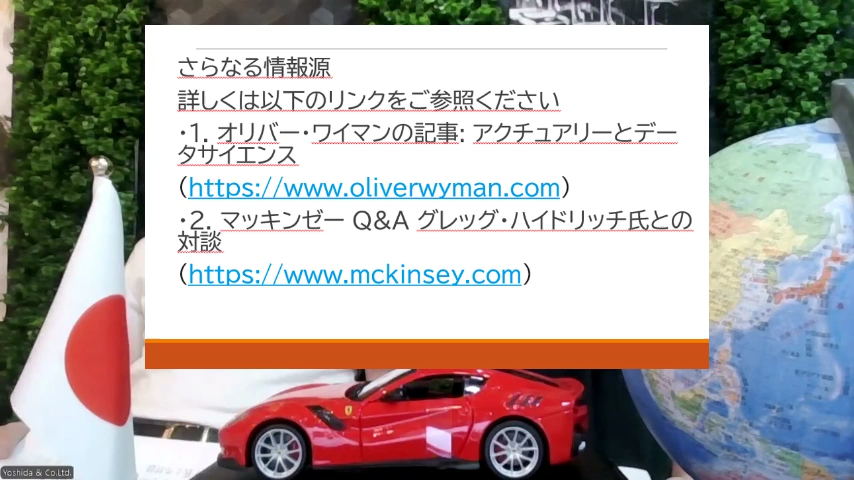 さらなる情報源
詳しくは以下のリンクをご参照ください
・1. オリバー・ワイマンの記事: アクチュアリーとデー
タサイエンス
(https://www.oliverwyman.com)
・2. マッキンゼー Q&A グレッグ・ハイドリッチ氏との
対談
(https://www.mckinsey.com)
Yoshida & Co.Ltd.